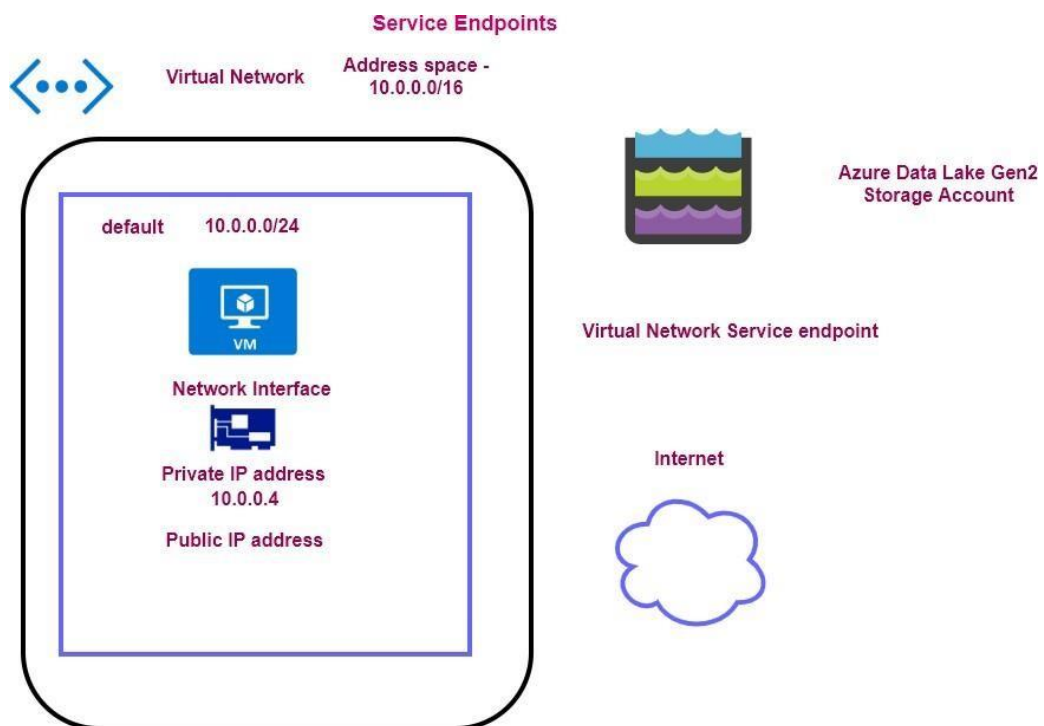 Service Endpoints
Virtual Network
Address space -
10.0.0.0/16
Azure Data Lake Gen2
Storage Account
default 10.0.0.0/24
VM
Virtual Network Service endpoint
Network Interface
Internet
Private IP address
10.0.0.4
Public IP address